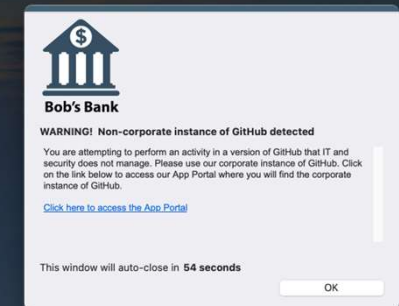 $
Bob's Bank
WARNING! Non-corporate instance of GitHub detected
You are attempting to perform an activity in a version of GitHub that IT and
security does not manage. Please use our corporate instance of GitHub. Click
on the link below to access our App Portal where you will find the corporate
instance of GitHub.
Click here to access the App Portal
This window will auto-close in 54 seconds
OK